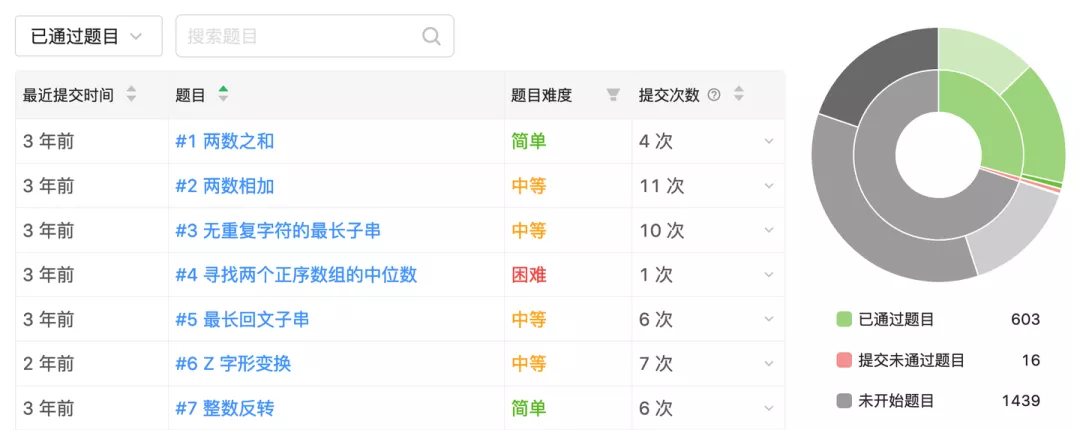 已通过题目 搜索题目
最近提交时间 题目 题目难度 提交次数
3 年前 #1 两数之和 简单 4 次
3 年前 #2 两数相加 中等 11 次
3 年前 #3 无重复字符的最长子串 中等 10 次
3 年前 #4 寻找两个正序数组的中位数 困难 1 次
3 年前 #5 最长回文子串 中等 6 次
2 年前 #6 Z 字形变换 中等 7 次
3 年前 #7 整数反转 简单 6 次
已通过题目 603
提交未通过题目 16
未开始题目 1439